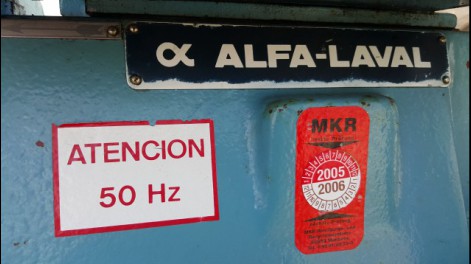 α ALFA-LAVAL
ATENCION
50 Hz
MKR
2005
2006